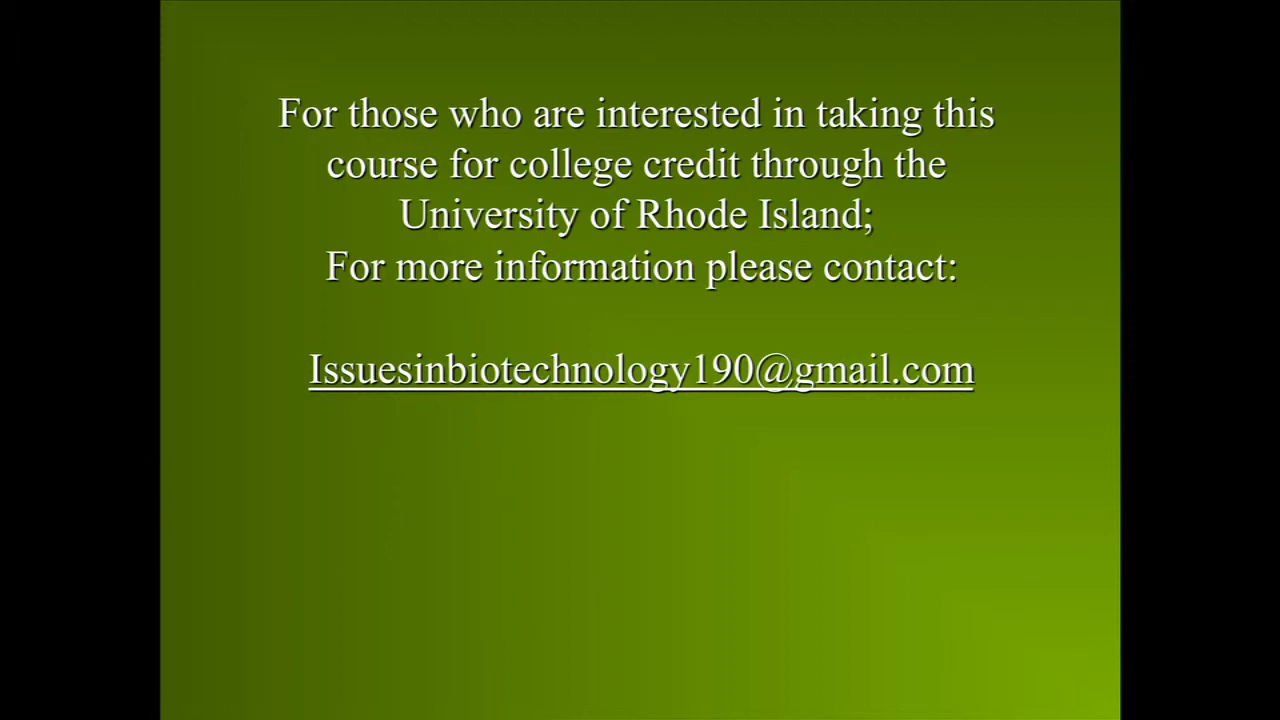 For those who are interested in taking this
course for college credit through the
University of Rhode Island;
For more information please contact:
Issuesinbiotechnology190@gmail.com